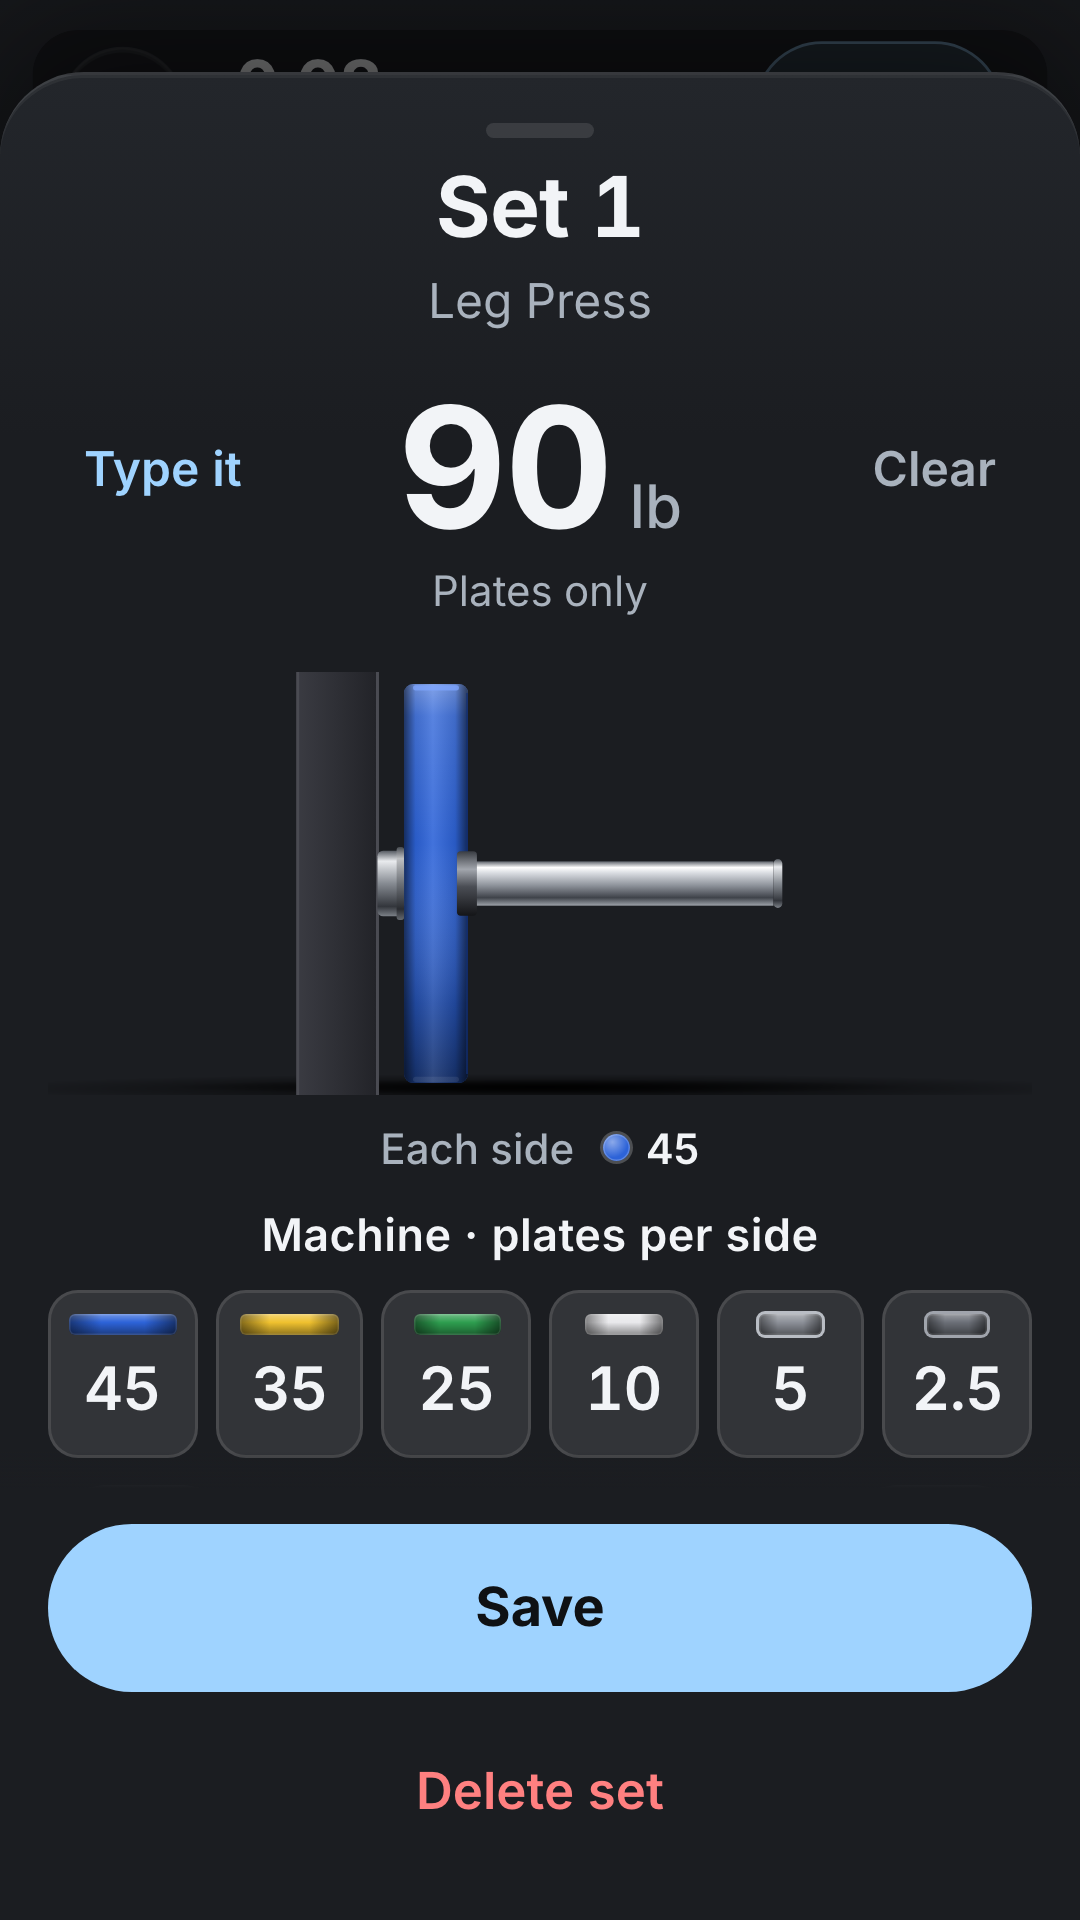 Set 1
Leg Press
Type it 90 lb Clear
Plates only
Each side 45
Machine · plates per side
45 35 25 10 5 2.5
Save
Delete set